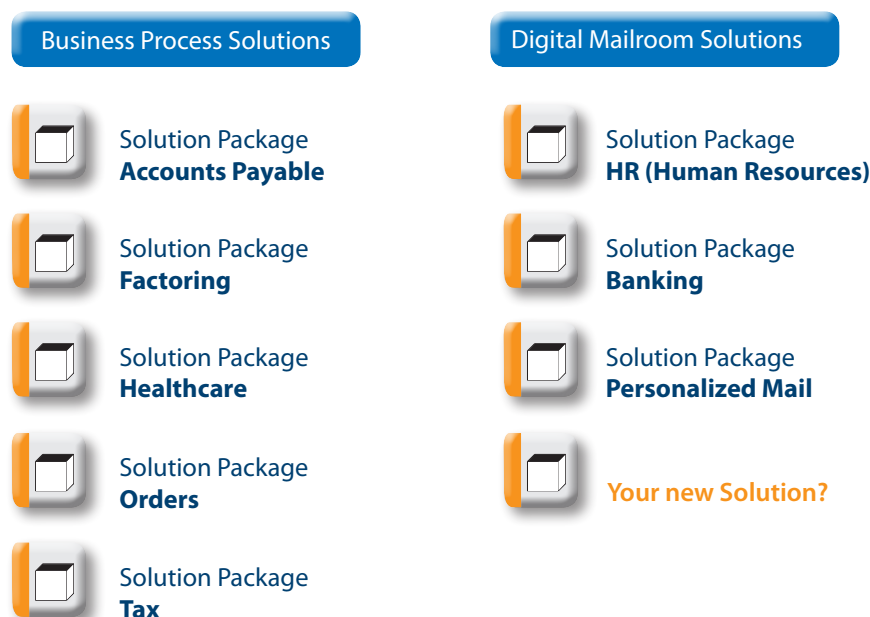 Business Process Solutions
Solution Package
Accounts Payable
Solution Package
Factoring
Solution Package
Healthcare
Solution Package
Orders
Solution Package
Tax
Digital Mailroom Solutions
Solution Package
HR (Human Resources)
Solution Package
Banking
Solution Package
Personalized Mail
Your new Solution?